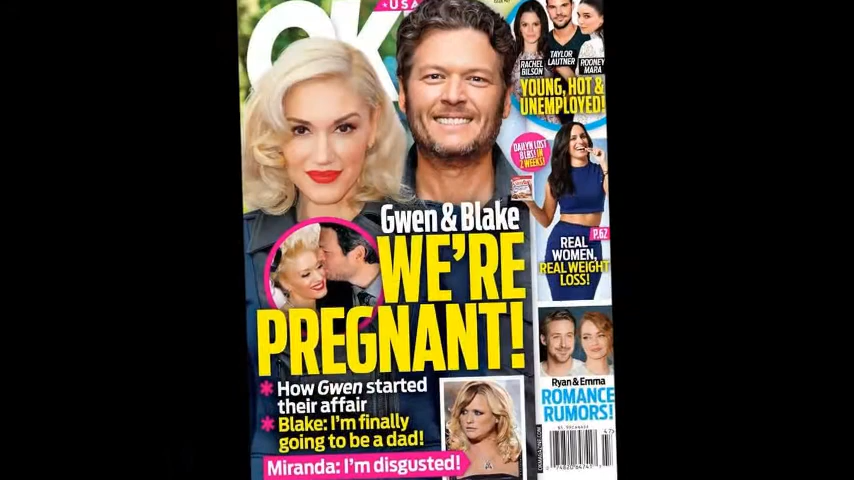 OK
USA
RACHEL
BILSON
TAYLOR
LAUTNER
ROONEY
MARA
YOUNG, HOT &
UNEMPLOYED!
DAILYN LOST
8 LBS! IN
2 WEEKS!
P.62
REAL
WOMEN,
REAL WEIGHT
LOSS!
Gwen & Blake
WE'RE
PREGNANT!
* How Gwen started
their affair
* Blake: I'm finally
going to be a dad!
Miranda: I'm disgusted!
Ryan & Emma
ROMANCE
RUMORS!